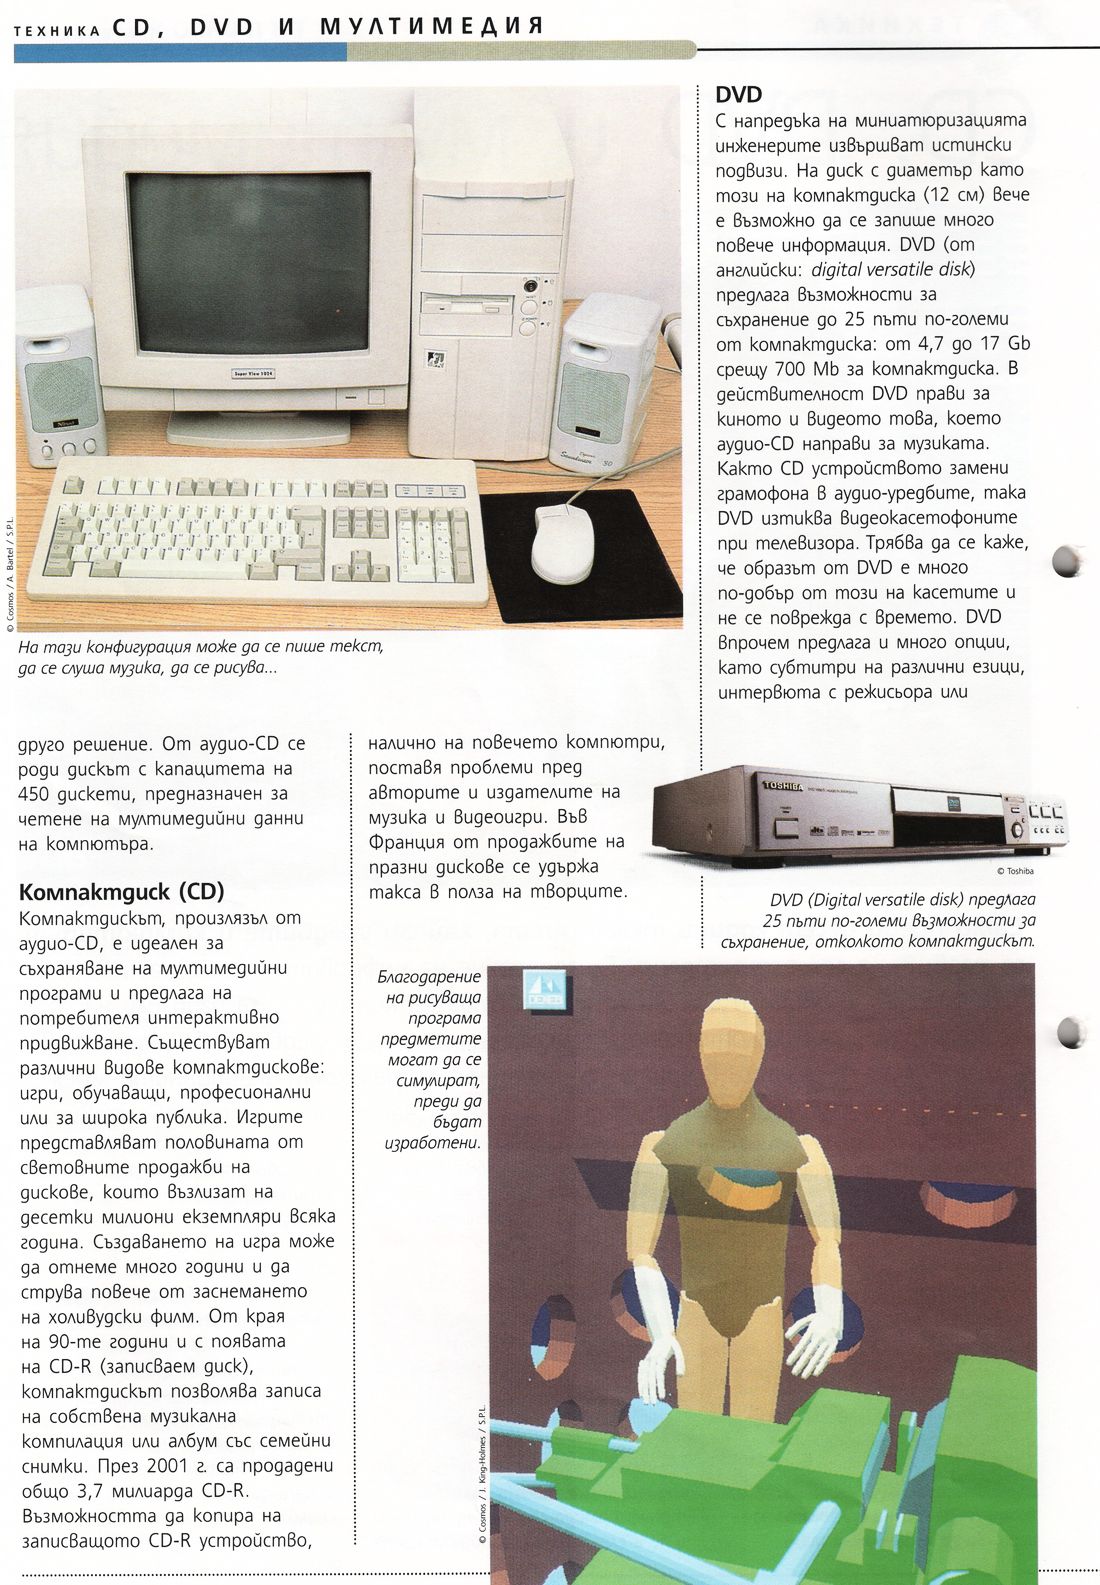 ТЕХНИКА CD, DVD И МУЛТИМЕДИЯ
Super View 1024
© Cosmos / A. Bartel / S.P.L.
На тази конфигурация може да се пише текст,
да се слуша музика, да се рисува...
друго решение. От аудио-CD се
роди дискът с капацитета на
450 дискети, предназначен за
четене на мултимедийни данни
на компютъра.
Компактдиск (CD)
Компактдискът, произлязъл от
аудио-CD, е идеален за
съхраняване на мултимедийни
програми и предлага на
потребителя интерактивно
придвижване. Съществуват
различни видове компактдискове:
игри, обучаващи, професионални
или за широка публика. Игрите
представляват половината от
световните продажби на
дискове, които възлизат на
десетки милиони екземпляри всяка
година. Създаването на игра може
да отнеме много години и да
струва повече от заснемането
на холивудски филм. От края
на 90-те години и с появата
на CD-R (записваем диск),
компактдискът позволява записа
на собствена музикална
компилация или албум със семейни
снимки. През 2001 г. са продадени
общо 3,7 милиарда CD-R.
Възможността да копира на
записващото CD-R устройство,
налично на повечето компютри,
поставя проблеми пред
авторите и издателите на
музика и видеоигри. Във
Франция от продажбите на
празни дискове се удържа
такса в полза на творците.
DVD
С напредъка на миниатюризацията
инженерите извършват истински
подвизи. На диск с диаметър като
този на компактдиска (12 см) вече
е възможно да се запише много
повече информация. DVD (от
английски: digital versatile disk)
предлага възможности за
съхранение до 25 пъти по-големи
от компактдиска: от 4,7 до 17 Gb
срещу 700 Mb за компактдиска. В
действителност DVD прави за
киното и видеото това, което
аудио-CD направи за музиката.
Както CD устройството замени
грамофона в аудио-уредбите, така
DVD изтиква видеокасетофоните
при телевизора. Трябва да се каже,
че образът от DVD е много
по-добър от този на касетите и
не се поврежда с времето. DVD
впрочем предлага и много опции,
като субтитри на различни езици,
интервюта с режисьора или
TOSHIBA
© Toshiba
DVD (Digital versatile disk) предлага
25 пъти по-големи възможности за
съхранение, отколкото компактдискът.
Благодарение
на рисуваща
програма
предметите
могат да се
симулират,
преди да
бъдат
изработени.
© Cosmos / J. King-Holmes / S.P.L.